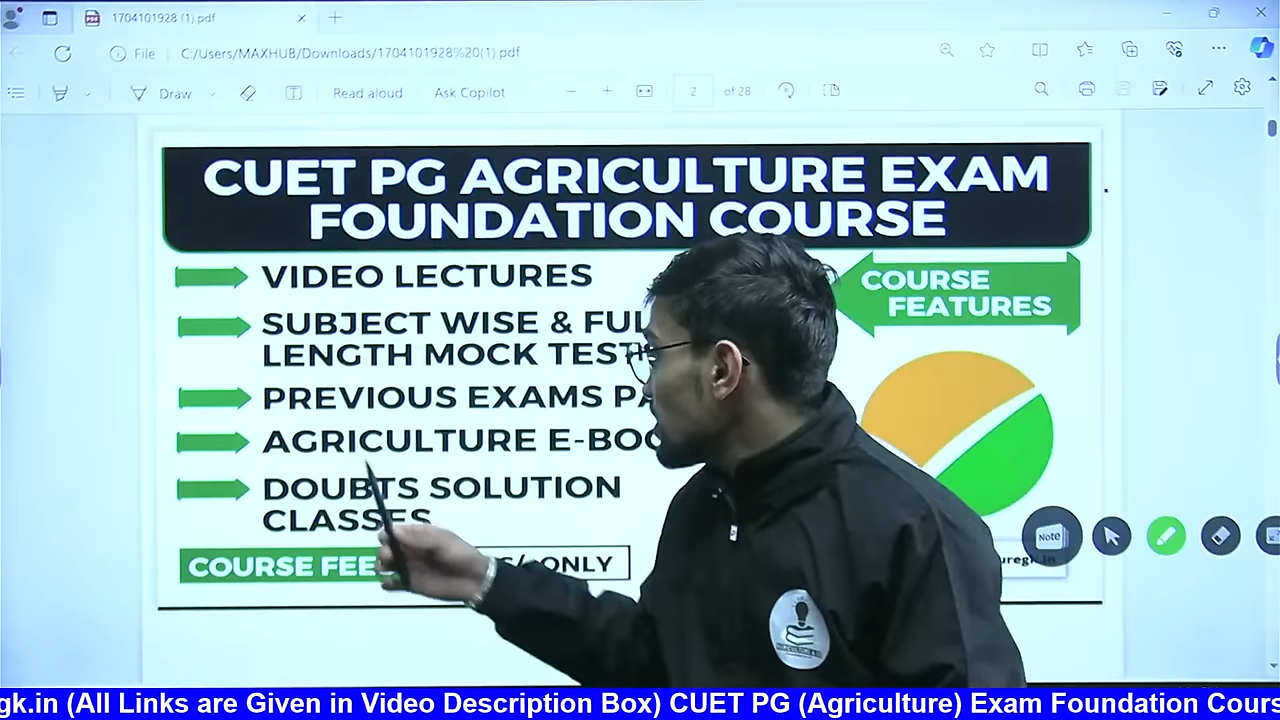 1704101928 (1).pdf
File
C:/Users/MAXHUB/Downloads/1704101928%20(1).pdf
Draw
Read aloud
Ask Copilot
2
of 28
CUET PG AGRICULTURE EXAM
FOUNDATION COURSE
VIDEO LECTURES
SUBJECT WISE & FUL
LENGTH MOCK TEST
PREVIOUS EXAMS PA
AGRICULTURE E-BOO
DOUBTS SOLUTION
CLASSES
COURSE FEE
S/- ONLY
COURSE
FEATURES
Note
uregk.in
gk.in (All Links are Given in Video Description Box) CUET PG (Agriculture) Exam Foundation Cours